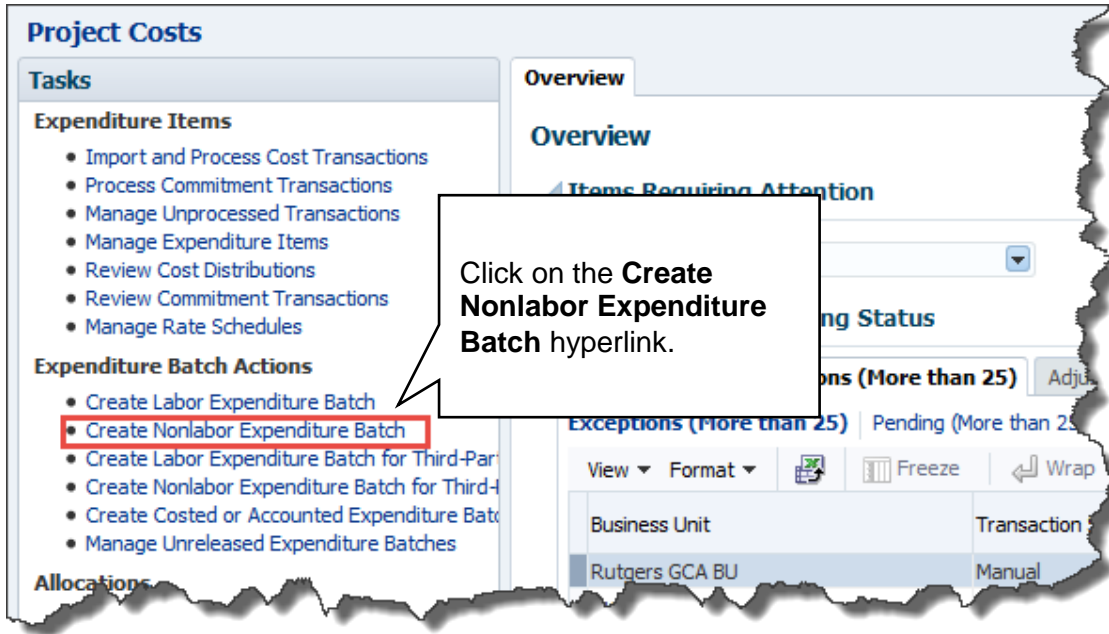 Project Costs
Tasks
Expenditure Items
• Import and Process Cost Transactions
• Process Commitment Transactions
• Manage Unprocessed Transactions
• Manage Expenditure Items
• Review Cost Distributions
• Review Commitment Transactions
• Manage Rate Schedules
Expenditure Batch Actions
• Create Labor Expenditure Batch
• Create Nonlabor Expenditure Batch
• Create Labor Expenditure Batch for Third-Par
• Create Nonlabor Expenditure Batch for Third-
• Create Costed or Accounted Expenditure Bat
• Manage Unreleased Expenditure Batches
Allocations
Overview
Overview
Items Requiring Attention
Click on the Create
Nonlabor Expenditure
Batch hyperlink.
ng Status
ons (More than 25) Adju
Exceptions (More than 25) Pending (More than 25
View Format Freeze Wrap
Business Unit Transaction
Rutgers GCA BU Manual